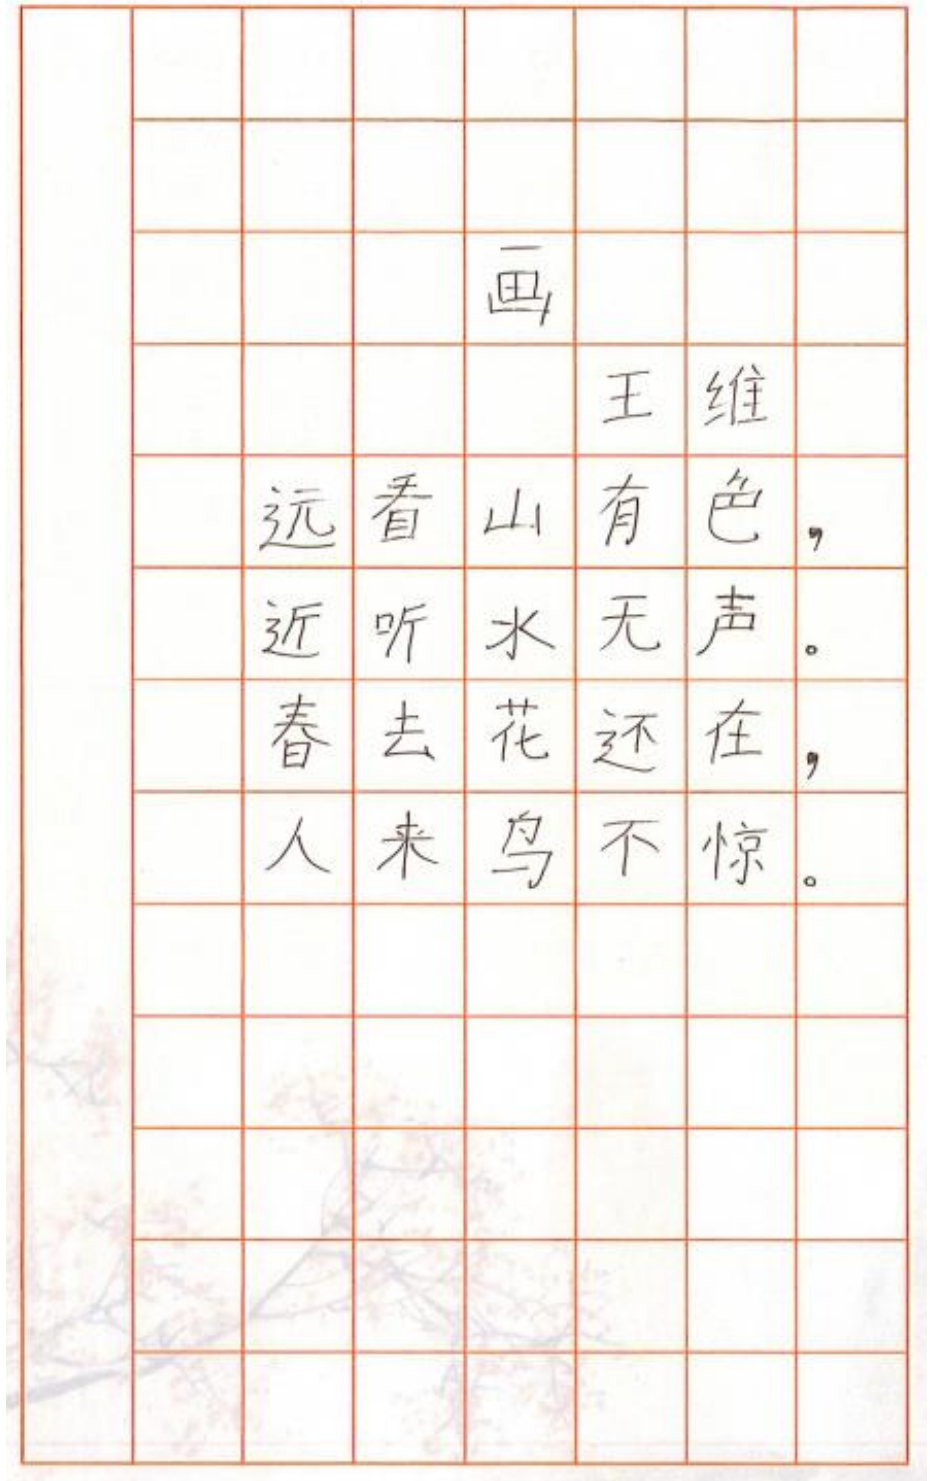 画
王维
远看山有色，
近听水无声。
春去花还在，
人来鸟不惊。